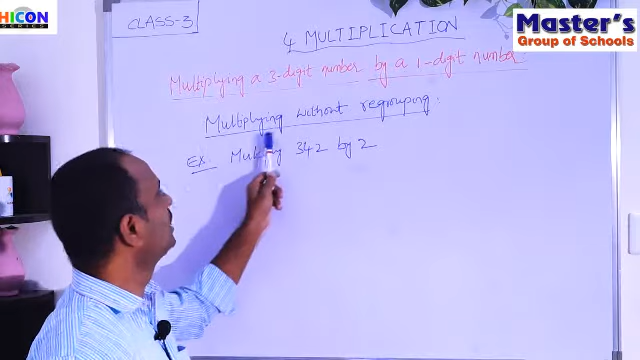 HICON
SERIES
CLASS-3
4 MULTIPLICATION
Master's
Group of Schools
Multiplying a 3-digit number by a 1-digit number
Multiplying without regrouping.
EX. 342 by 2